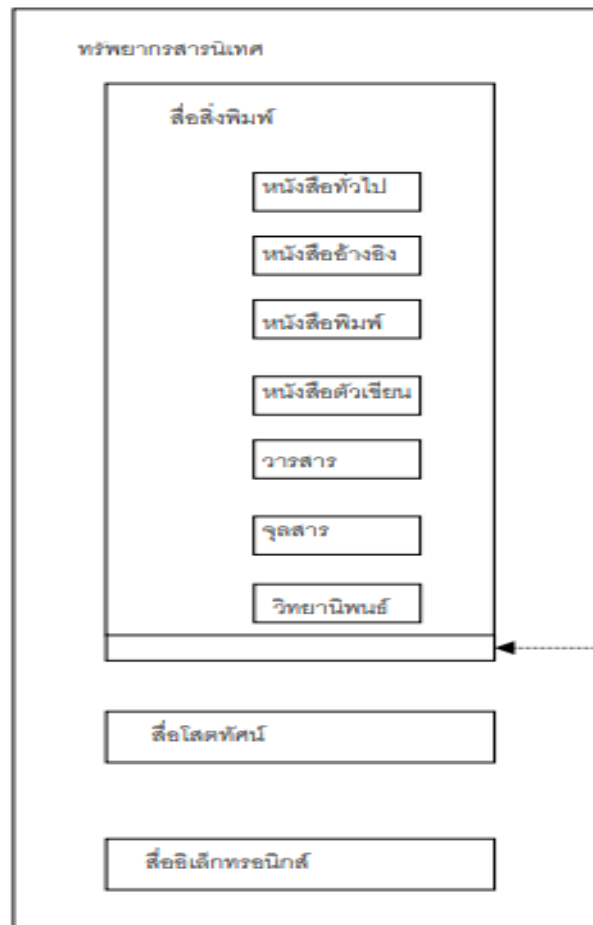 ทรัพยากรสารนิเทศ
สื่อสิ่งพิมพ์
หนังสือทั่วไป
หนังสืออ้างอิง
หนังสือพิมพ์
หนังสือตัวเขียน
วารสาร
จุลสาร
วิทยานิพนธ์
สื่อโสตทัศน์
สื่ออิเล็กทรอนิกส์